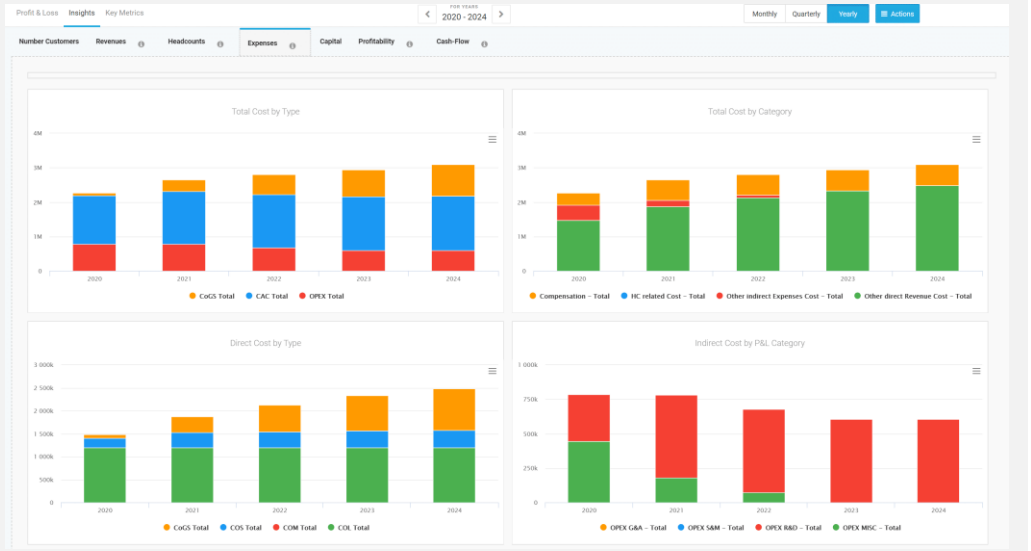 Profit & Loss Insights Key Metrics
FOR YEARS
2020 - 2024
Monthly Quarterly Yearly Actions
Number Customers Revenues Headcounts Expenses Capital Profitability Cash-Flow
Total Cost by Type
4M
3M
2M
1M
0
2020 2021 2022 2023 2024
CoGS Total CAC Total OPEX Total
Total Cost by Category
4M
3M
2M
1M
0
2020 2021 2022 2023 2024
Compensation - Total HC related Cost - Total Other indirect Expenses Cost - Total Other direct Revenue Cost - Total
Direct Cost by Type
3 000k
2 500k
2 000k
1 500k
1 000k
500k
0
2020 2021 2022 2023 2024
CoGS Total COS Total COM Total COL Total
Indirect Cost by P&L Category
1 000k
750k
500k
250k
0
2020 2021 2022 2023 2024
OPEX G&A - Total OPEX S&M - Total OPEX R&D - Total OPEX MISC - Total